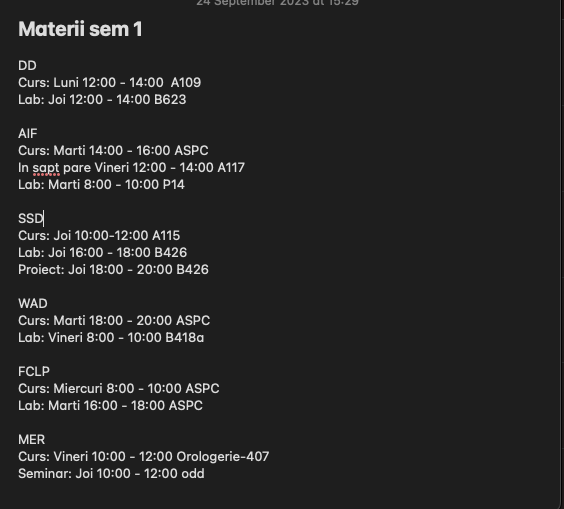 24 September 2023 at 15:29
Materii sem 1
DD
Curs: Luni 12:00 - 14:00  A109
Lab: Joi 12:00 - 14:00 B623
AIF
Curs: Marti 14:00 - 16:00 ASPC
In sapt pare Vineri 12:00 - 14:00 A117
Lab: Marti 8:00 - 10:00 P14
SSD
Curs: Joi 10:00-12:00 A115
Lab: Joi 16:00 - 18:00 B426
Proiect: Joi 18:00 - 20:00 B426
WAD
Curs: Marti 18:00 - 20:00 ASPC
Lab: Vineri 8:00 - 10:00 B418a
FCLP
Curs: Miercuri 8:00 - 10:00 ASPC
Lab: Marti 16:00 - 18:00 ASPC
MER
Curs: Vineri 10:00 - 12:00 Orologerie-407
Seminar: Joi 10:00 - 12:00 odd